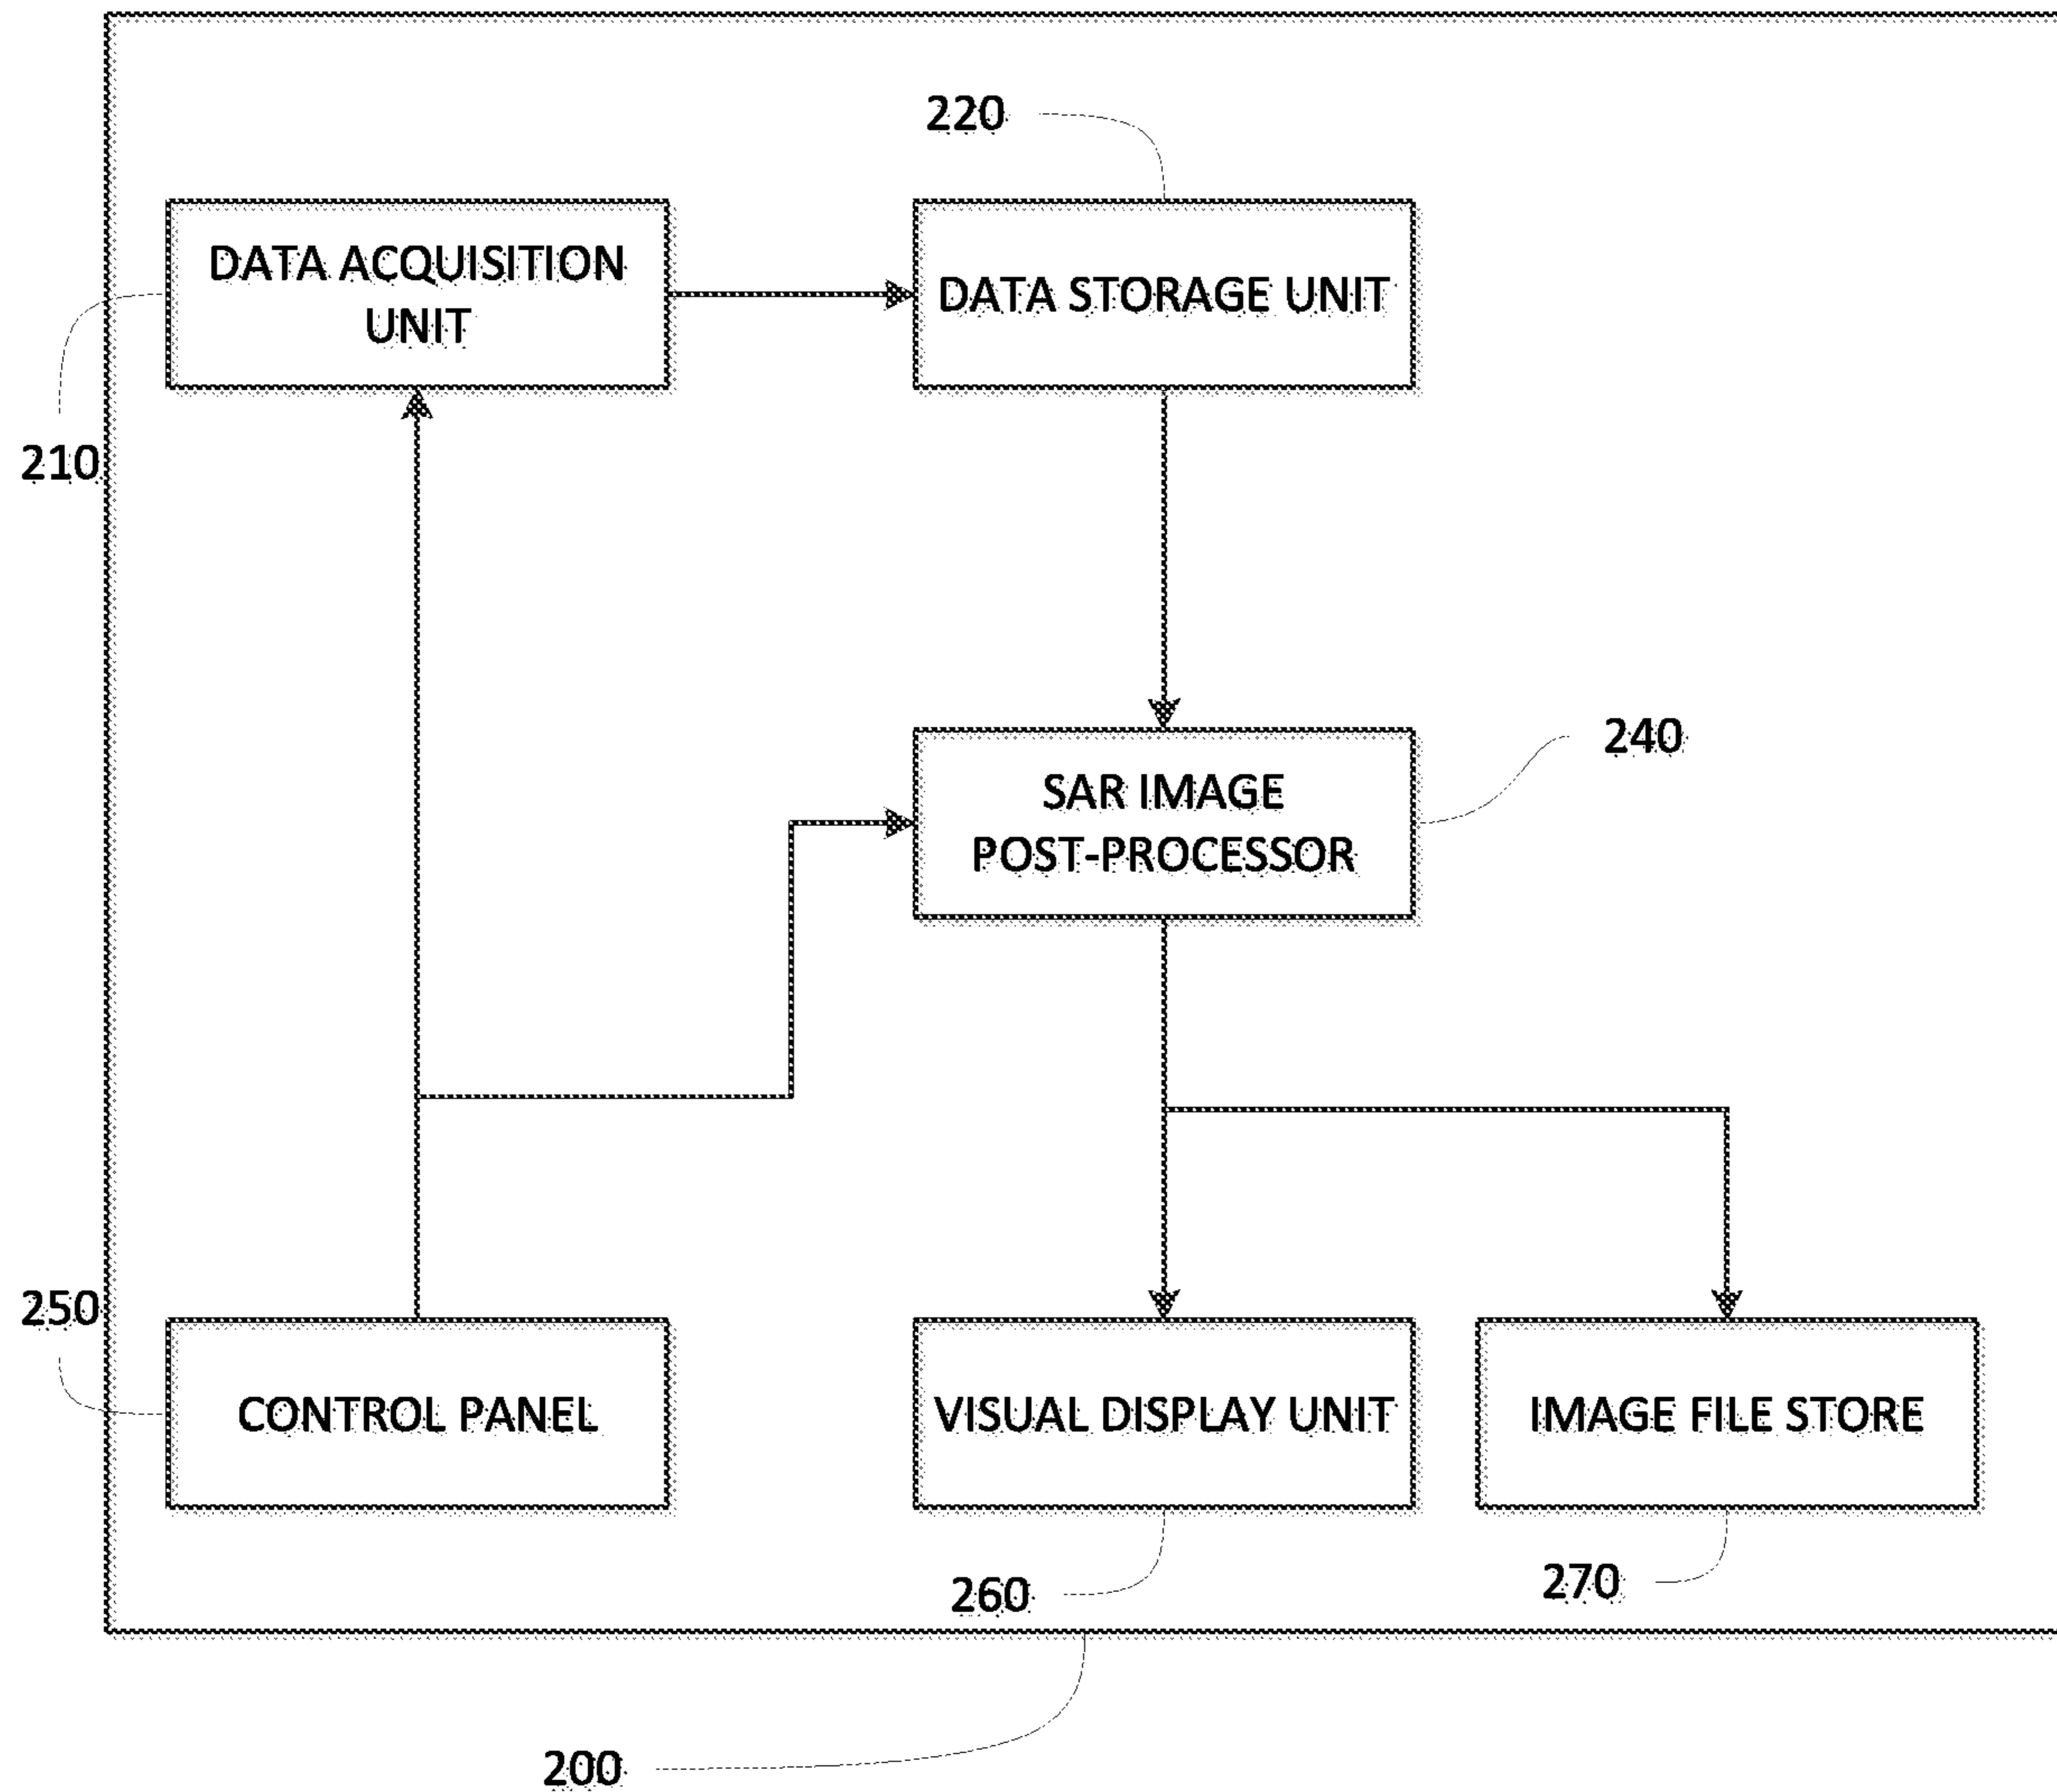 220
DATA ACQUISITION
UNIT
DATA STORAGE UNIT
210
240
SAR IMAGE
POST-PROCESSOR
250
CONTROL PANEL
VISUAL DISPLAY UNIT
IMAGE FILE STORE
260
270
200